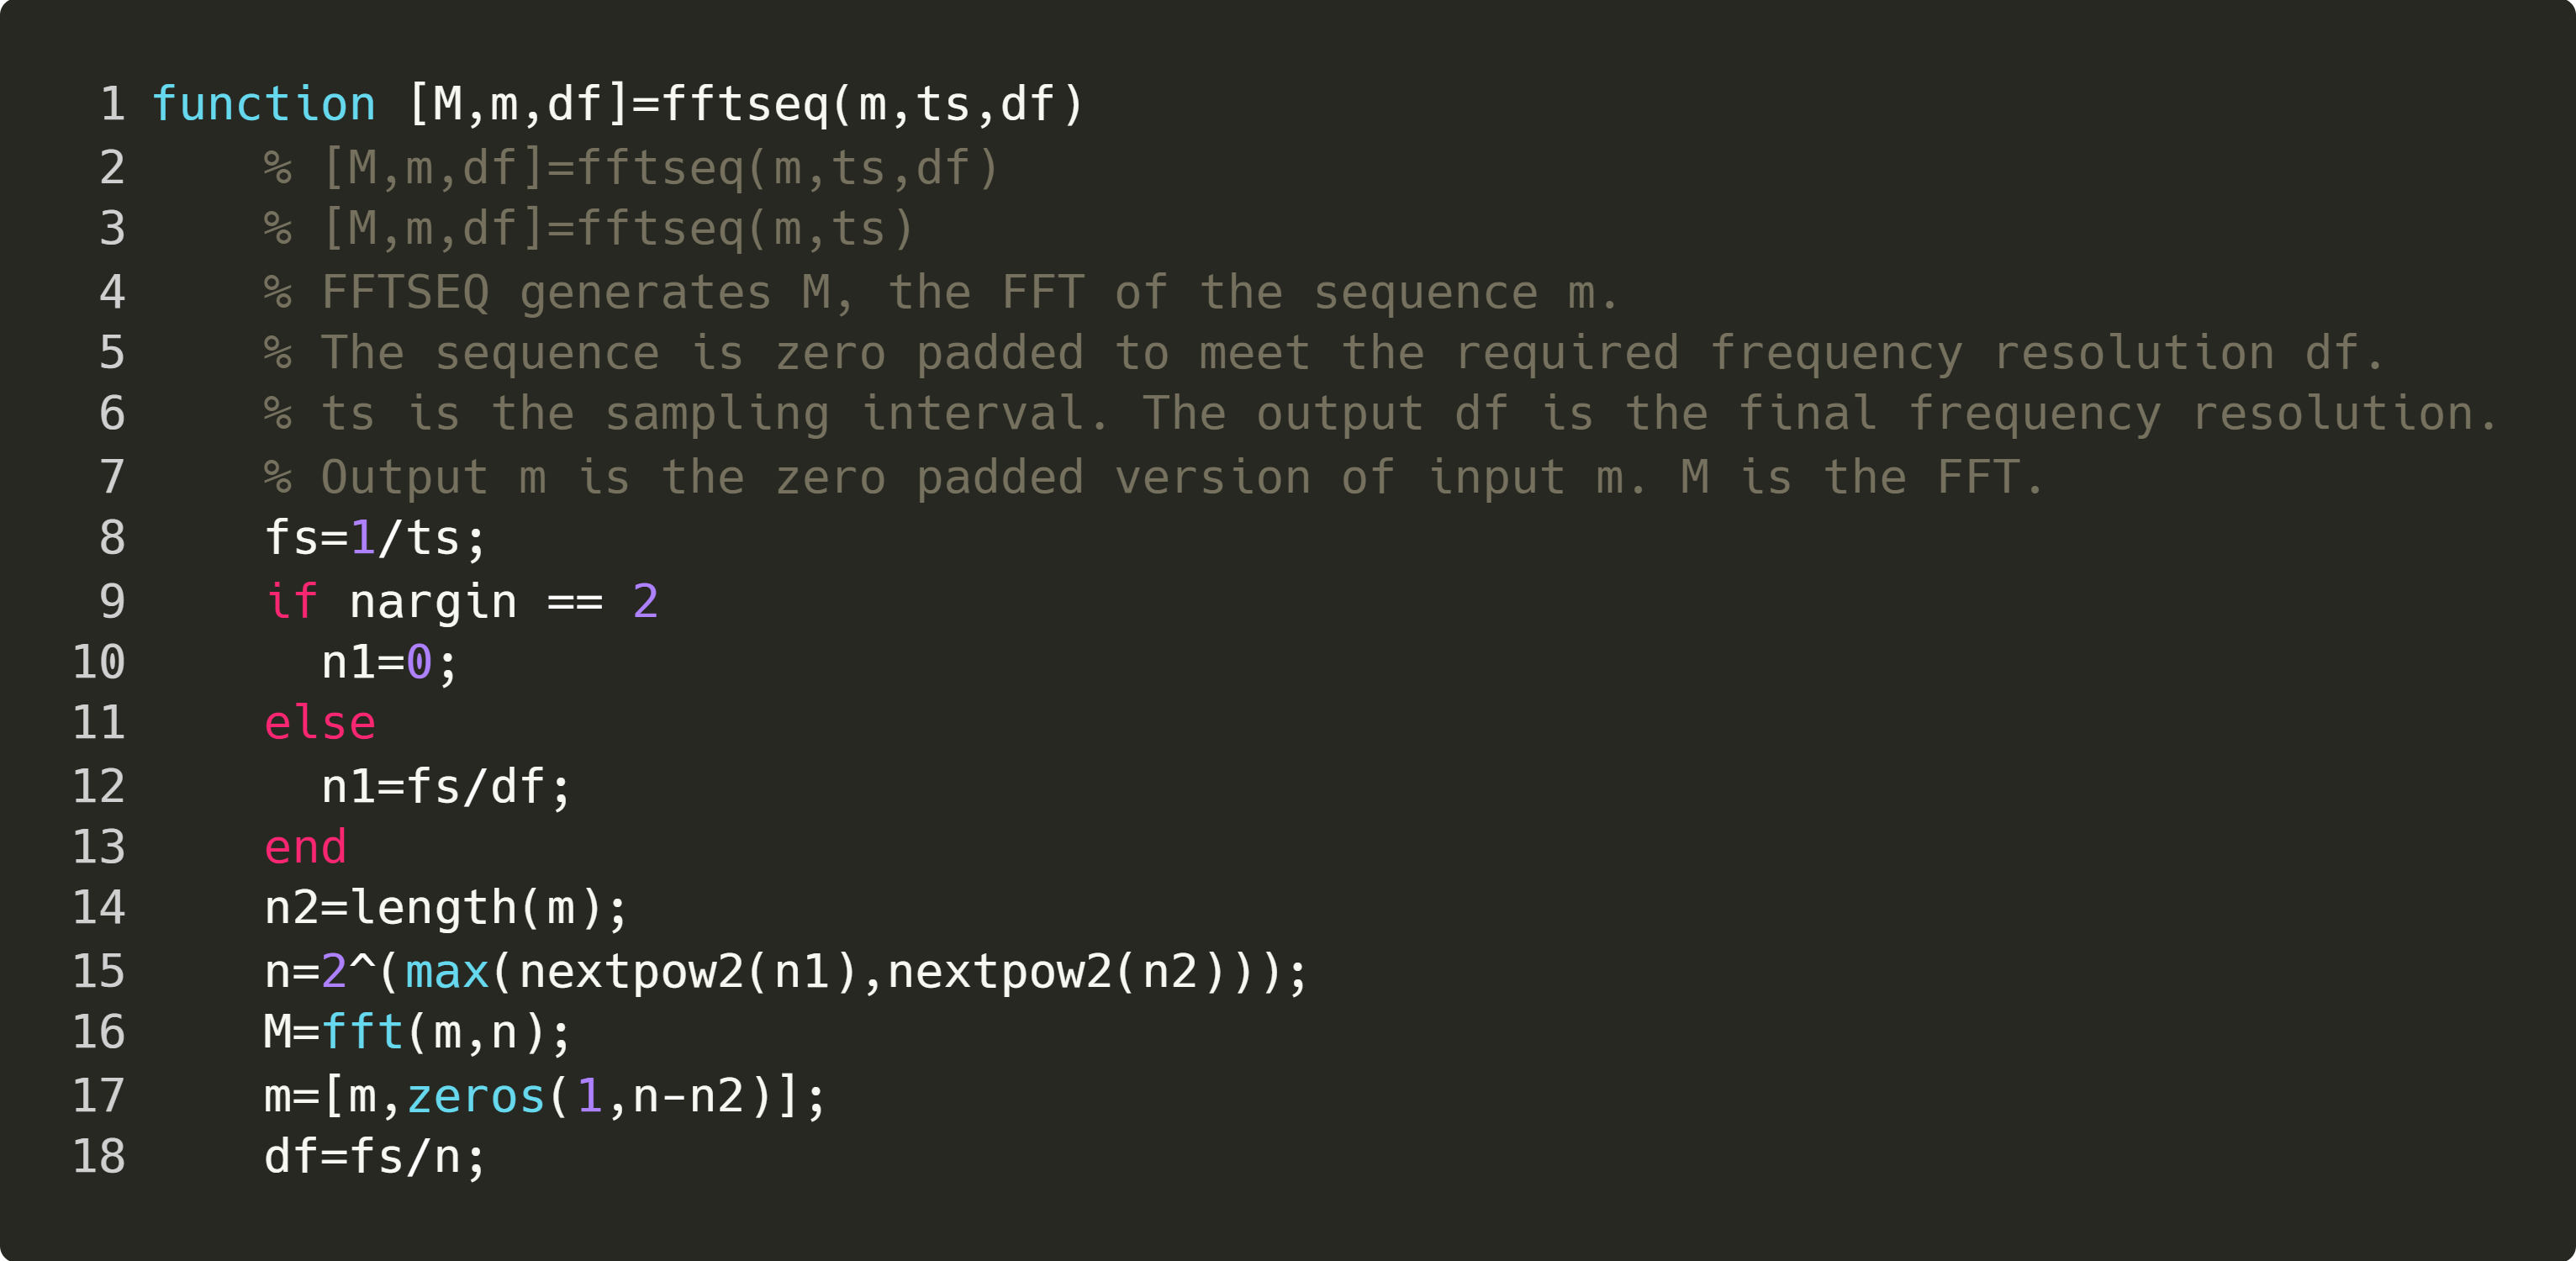 1 function [M,m,df]=fftseq(m,ts,df)
2     % [M,m,df]=fftseq(m,ts,df)
3     % [M,m,df]=fftseq(m,ts)
4     % FFTSEQ generates M, the FFT of the sequence m.
5     % The sequence is zero padded to meet the required frequency resolution df.
6     % ts is the sampling interval. The output df is the final frequency resolution.
7     % Output m is the zero padded version of input m. M is the FFT.
8     fs=1/ts;
9     if nargin == 2
10       n1=0;
11     else
12       n1=fs/df;
13     end
14     n2=length(m);
15     n=2^(max(nextpow2(n1),nextpow2(n2)));
16     M=fft(m,n);
17     m=[m,zeros(1,n-n2)];
18     df=fs/n;